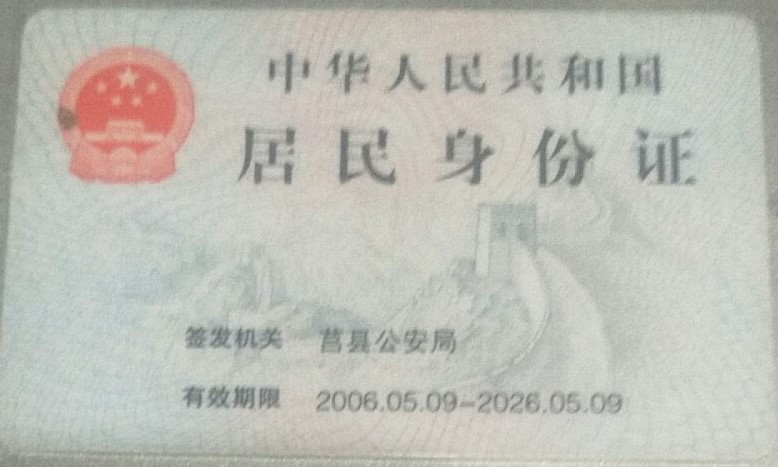 中华人民共和国
居民身份证
签发机关 莒县公安局
有效期限 2006.05.09-2026.05.09